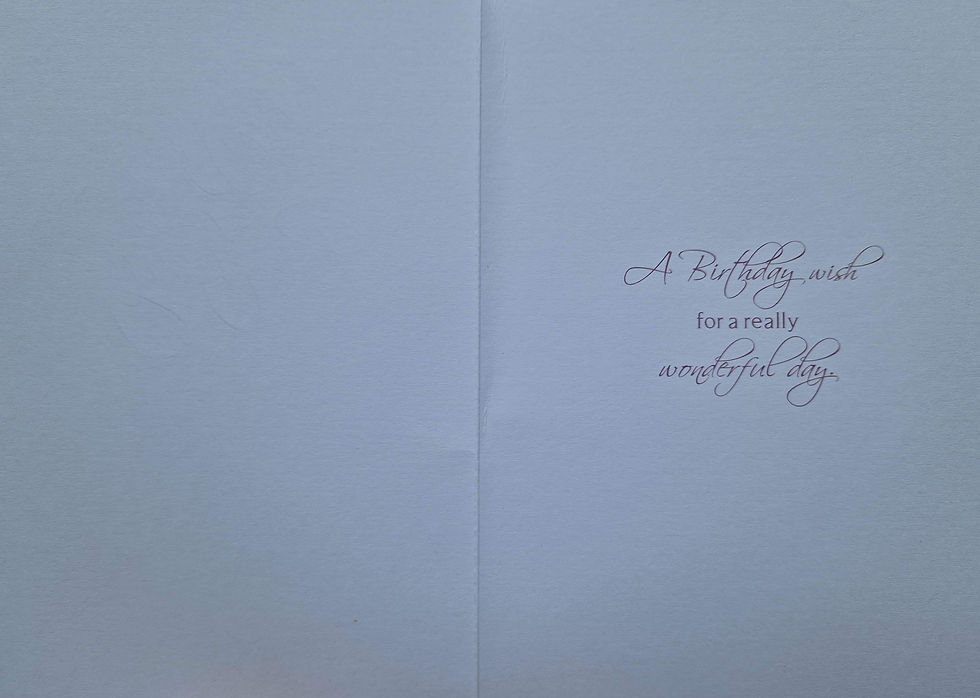 A Birthday wish
for a really
wonderful day.